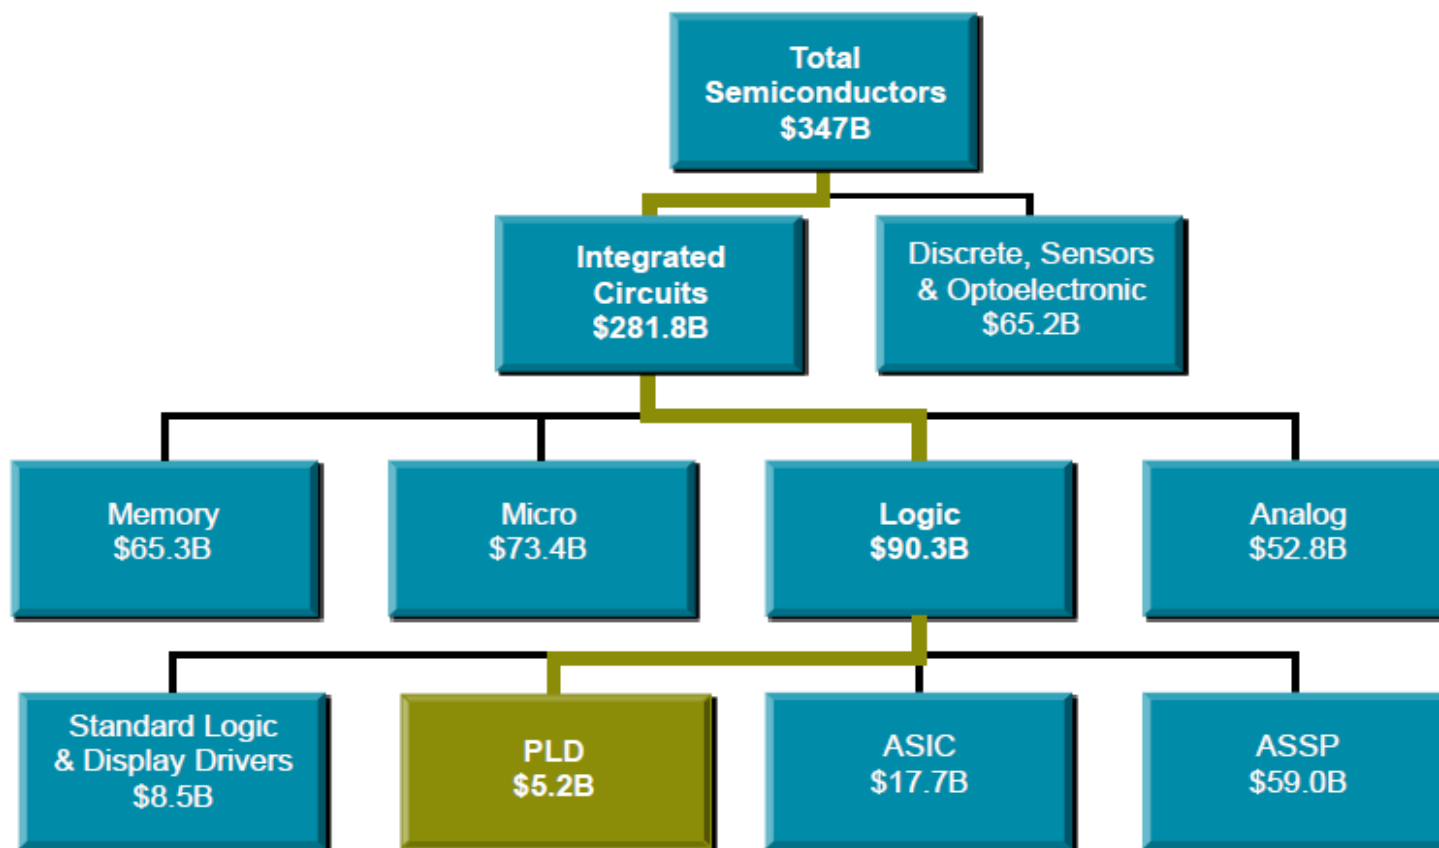 Total
Semiconductors
$347B
Integrated
Circuits
$281.8B
Discrete, Sensors
& Optoelectronic
$65.2B
Memory
$65.3B
Micro
$73.4B
Logic
$90.3B
Analog
$52.8B
Standard Logic
& Display Drivers
$8.5B
PLD
$5.2B
ASIC
$17.7B
ASSP
$59.0B